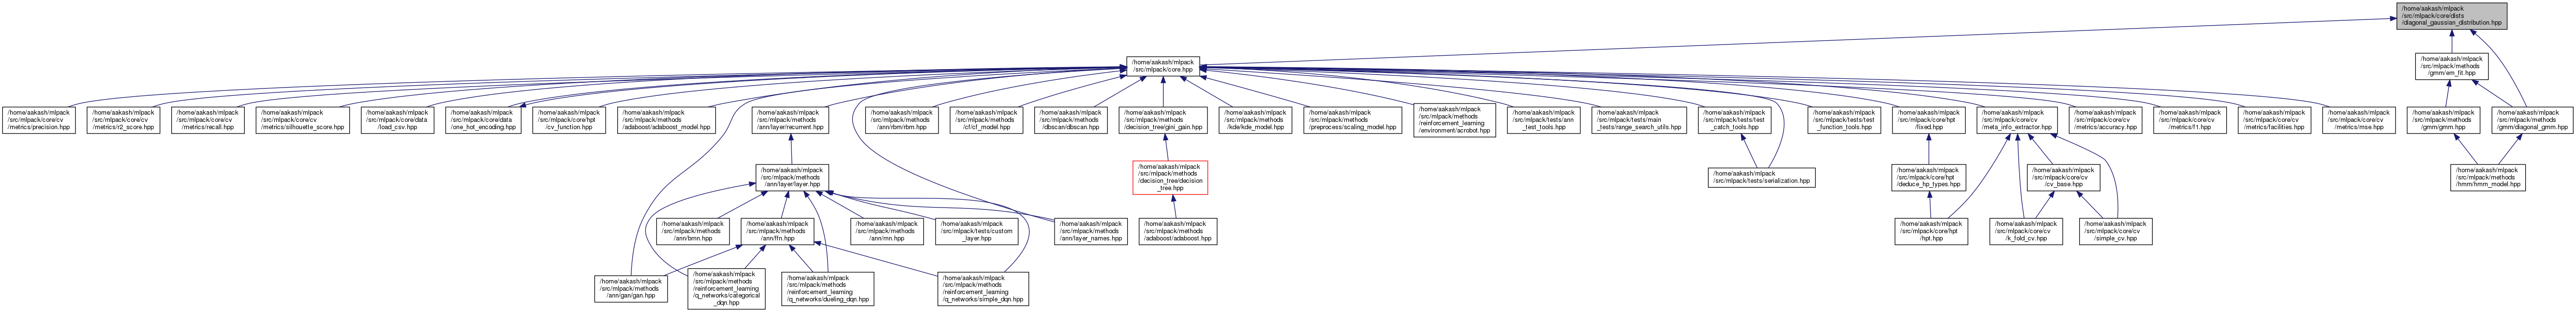 /home/aakash/mlpack
/src/mlpack/core/dists
/diagonal_gaussian_distribution.hpp
/home/aakash/mlpack
/src/mlpack/core.hpp
/home/aakash/mlpack
/src/mlpack/methods
/gmm/em_fit.hpp
/home/aakash/mlpack
/src/mlpack/core/cv
/metrics/precision.hpp
/home/aakash/mlpack
/src/mlpack/core/cv
/metrics/r2_score.hpp
/home/aakash/mlpack
/src/mlpack/core/cv
/metrics/recall.hpp
/home/aakash/mlpack
/src/mlpack/core/cv
/metrics/silhouette_score.hpp
/home/aakash/mlpack
/src/mlpack/core/data
/load_csv.hpp
/home/aakash/mlpack
/src/mlpack/core/data
/one_hot_encoding.hpp
/home/aakash/mlpack
/src/mlpack/core/hpt
/cv_function.hpp
/home/aakash/mlpack
/src/mlpack/methods
/adaboost/adaboost_model.hpp
/home/aakash/mlpack
/src/mlpack/methods
/ann/layer/recurrent.hpp
/home/aakash/mlpack
/src/mlpack/methods
/ann/rbm/rbm.hpp
/home/aakash/mlpack
/src/mlpack/methods
/cf/cf_model.hpp
/home/aakash/mlpack
/src/mlpack/methods
/dbscan/dbscan.hpp
/home/aakash/mlpack
/src/mlpack/methods
/decision_tree/gini_gain.hpp
/home/aakash/mlpack
/src/mlpack/methods
/kde/kde_model.hpp
/home/aakash/mlpack
/src/mlpack/methods
/preprocess/scaling_model.hpp
/home/aakash/mlpack
/src/mlpack/methods
/reinforcement_learning
/environment/acrobot.hpp
/home/aakash/mlpack
/src/mlpack/tests/ann
_test_tools.hpp
/home/aakash/mlpack
/src/mlpack/tests/main
_tests/range_search_utils.hpp
/home/aakash/mlpack
/src/mlpack/tests/test
_catch_tools.hpp
/home/aakash/mlpack
/src/mlpack/tests/test
_function_tools.hpp
/home/aakash/mlpack
/src/mlpack/core/hpt
/fixed.hpp
/home/aakash/mlpack
/src/mlpack/core/cv
/meta_info_extractor.hpp
/home/aakash/mlpack
/src/mlpack/core/cv
/metrics/accuracy.hpp
/home/aakash/mlpack
/src/mlpack/core/cv
/metrics/f1.hpp
/home/aakash/mlpack
/src/mlpack/core/cv
/metrics/facilities.hpp
/home/aakash/mlpack
/src/mlpack/core/cv
/metrics/mse.hpp
/home/aakash/mlpack
/src/mlpack/methods
/gmm/gmm.hpp
/home/aakash/mlpack
/src/mlpack/methods
/gmm/diagonal_gmm.hpp
/home/aakash/mlpack
/src/mlpack/methods
/ann/layer/layer.hpp
/home/aakash/mlpack
/src/mlpack/methods
/decision_tree/decision
_tree.hpp
/home/aakash/mlpack
/src/mlpack/tests/serialization.hpp
/home/aakash/mlpack
/src/mlpack/core/hpt
/deduce_hp_types.hpp
/home/aakash/mlpack
/src/mlpack/core/cv
/cv_base.hpp
/home/aakash/mlpack
/src/mlpack/methods
/hmm/hmm_model.hpp
/home/aakash/mlpack
/src/mlpack/methods
/ann/brnn.hpp
/home/aakash/mlpack
/src/mlpack/methods
/ann/ffn.hpp
/home/aakash/mlpack
/src/mlpack/methods
/ann/rnn.hpp
/home/aakash/mlpack
/src/mlpack/tests/custom
_layer.hpp
/home/aakash/mlpack
/src/mlpack/methods
/ann/layer_names.hpp
/home/aakash/mlpack
/src/mlpack/methods
/adaboost/adaboost.hpp
/home/aakash/mlpack
/src/mlpack/core/hpt
/hpt.hpp
/home/aakash/mlpack
/src/mlpack/core/cv
/k_fold_cv.hpp
/home/aakash/mlpack
/src/mlpack/core/cv
/simple_cv.hpp
/home/aakash/mlpack
/src/mlpack/methods
/ann/gan/gan.hpp
/home/aakash/mlpack
/src/mlpack/methods
/reinforcement_learning
/q_networks/categorical
_dqn.hpp
/home/aakash/mlpack
/src/mlpack/methods
/reinforcement_learning
/q_networks/dueling_dqn.hpp
/home/aakash/mlpack
/src/mlpack/methods
/reinforcement_learning
/q_networks/simple_dqn.hpp